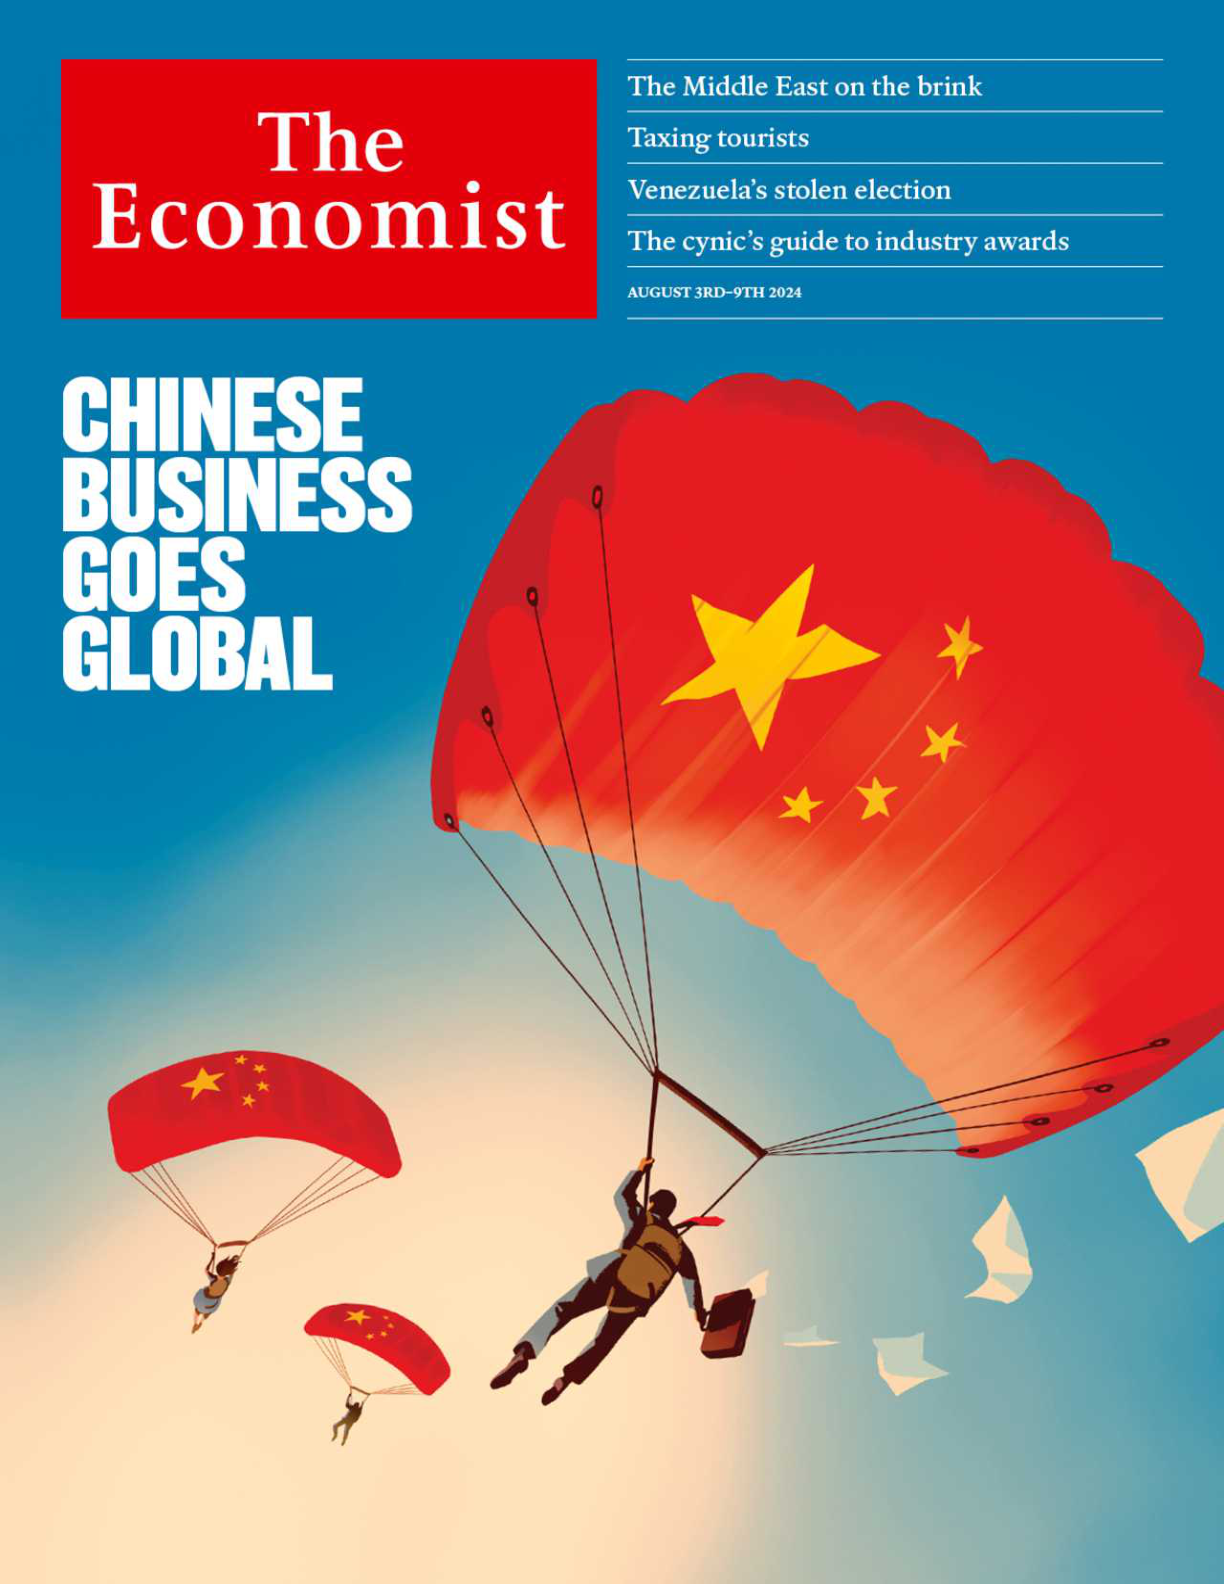 The
Economist
The Middle East on the brink
Taxing tourists
Venezuela’s stolen election
The cynic’s guide to industry awards
AUGUST 3RD–9TH 2024
CHINESE
BUSINESS
GOES
GLOBAL